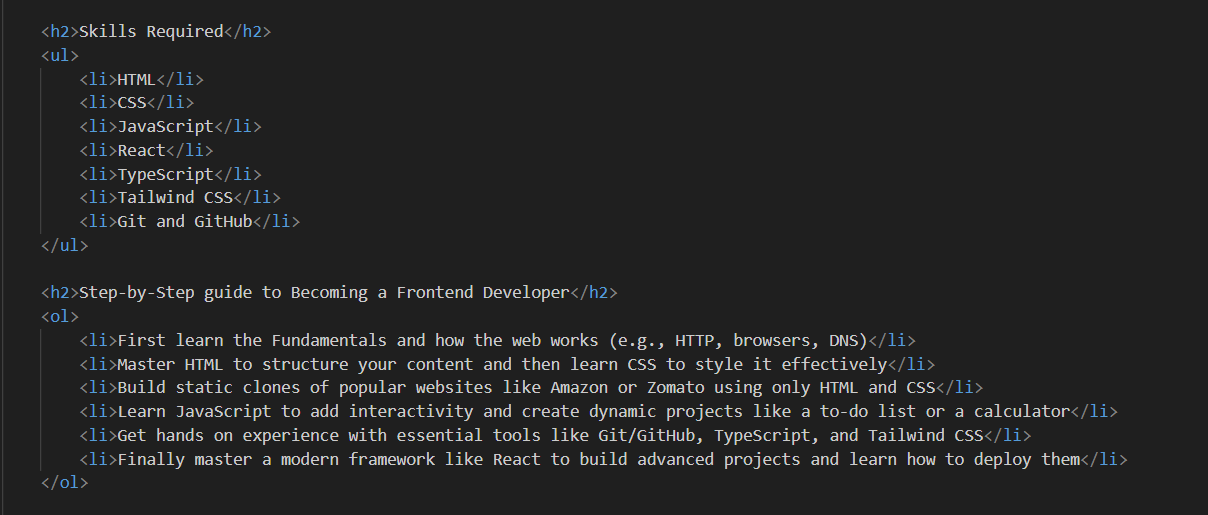 <h2>Skills Required</h2>
<ul>
    <li>HTML</li>
    <li>CSS</li>
    <li>JavaScript</li>
    <li>React</li>
    <li>TypeScript</li>
    <li>Tailwind CSS</li>
    <li>Git and GitHub</li>
</ul>

<h2>Step-by-Step guide to Becoming a Frontend Developer</h2>
<ol>
    <li>First learn the Fundamentals and how the web works (e.g., HTTP, browsers, DNS)</li>
    <li>Master HTML to structure your content and then learn CSS to style it effectively</li>
    <li>Build static clones of popular websites like Amazon or Zomato using only HTML and CSS</li>
    <li>Learn JavaScript to add interactivity and create dynamic projects like a to-do list or a calculator</li>
    <li>Get hands on experience with essential tools like Git/GitHub, TypeScript, and Tailwind CSS</li>
    <li>Finally master a modern framework like React to build advanced projects and learn how to deploy them</li>
</ol>